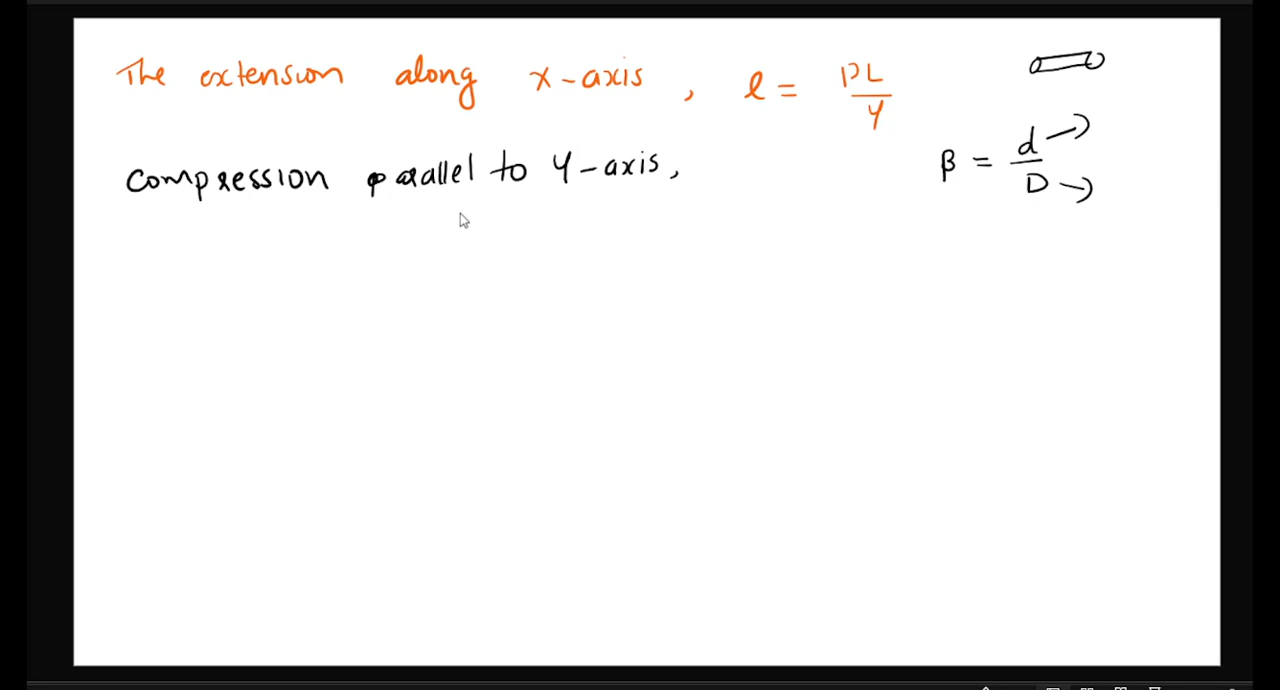 The extension along x-axis, l = PL/Y
compression parallel to Y-axis,
β = d/D